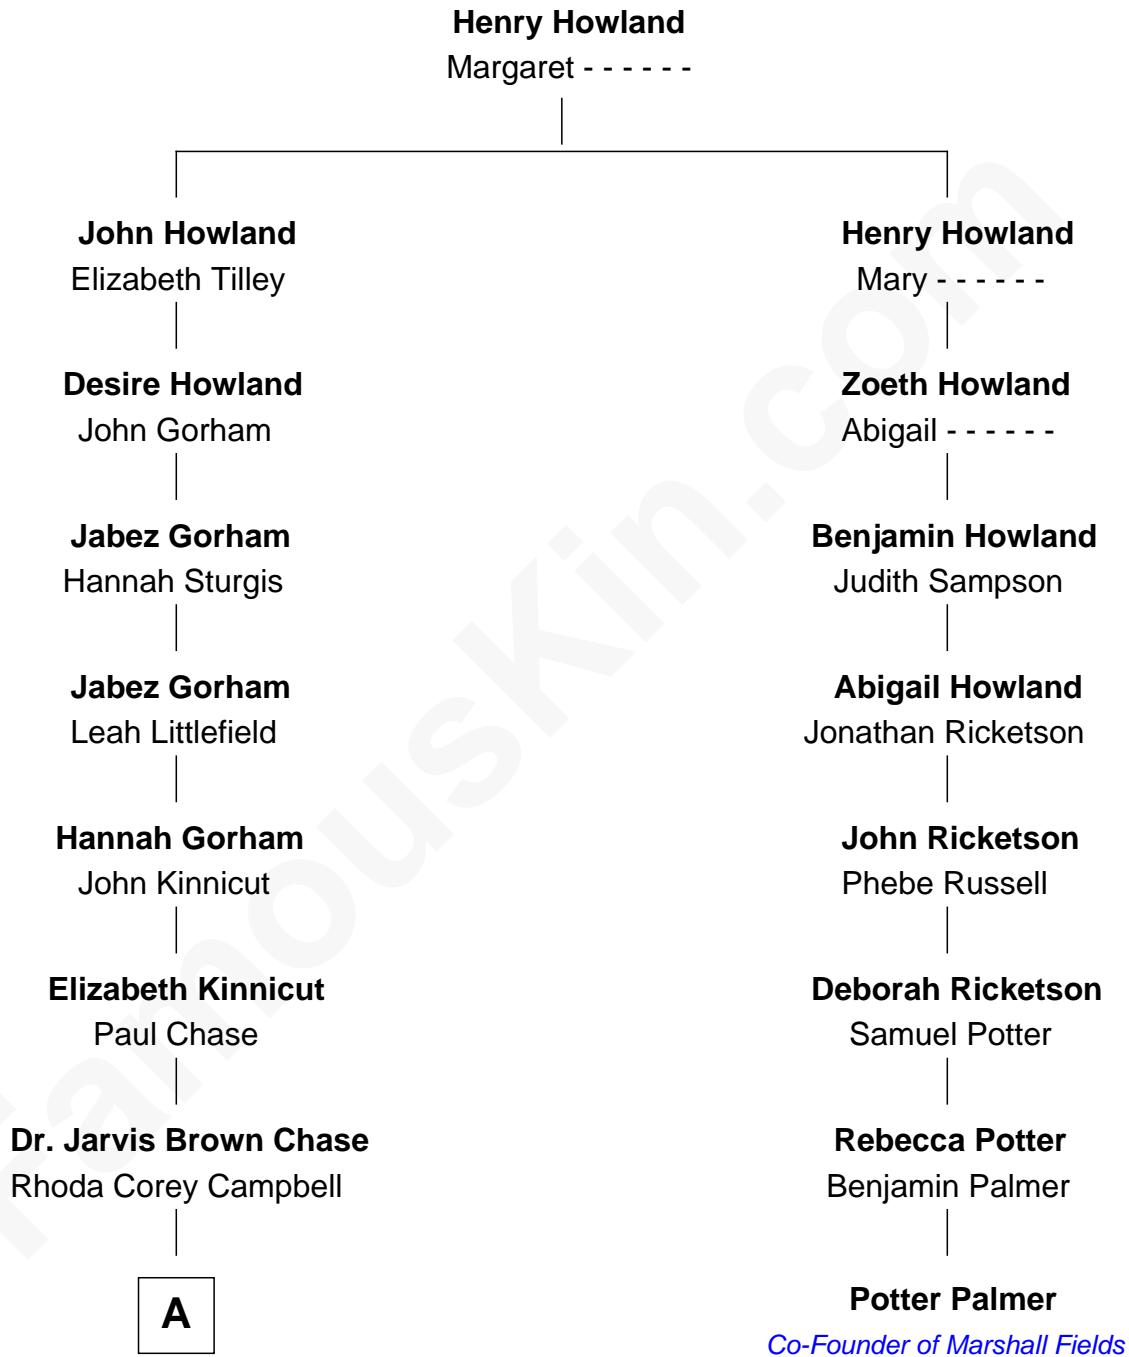 Henry Howland
Margaret - - - - - -
John Howland
Elizabeth Tilley
Henry Howland
Mary - - - - - -
Desire Howland
John Gorham
Zoeth Howland
Abigail - - - - - -
Jabez Gorham
Hannah Sturgis
Benjamin Howland
Judith Sampson
Jabez Gorham
Leah Littlefield
Abigail Howland
Jonathan Ricketson
Hannah Gorham
John Kinnicut
John Ricketson
Phebe Russell
Elizabeth Kinnicut
Paul Chase
Deborah Ricketson
Samuel Potter
Dr. Jarvis Brown Chase
Rhoda Corey Campbell
Rebecca Potter
Benjamin Palmer
A
Potter Palmer
Co-Founder of Marshall Fields
FamousKin.com